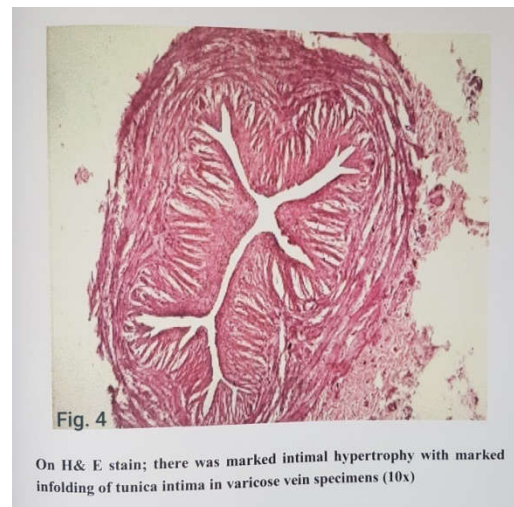 Fig. 4
On H& E stain; there was marked intimal hypertrophy with marked
infolding of tunica intima in varicose vein specimens (10x)